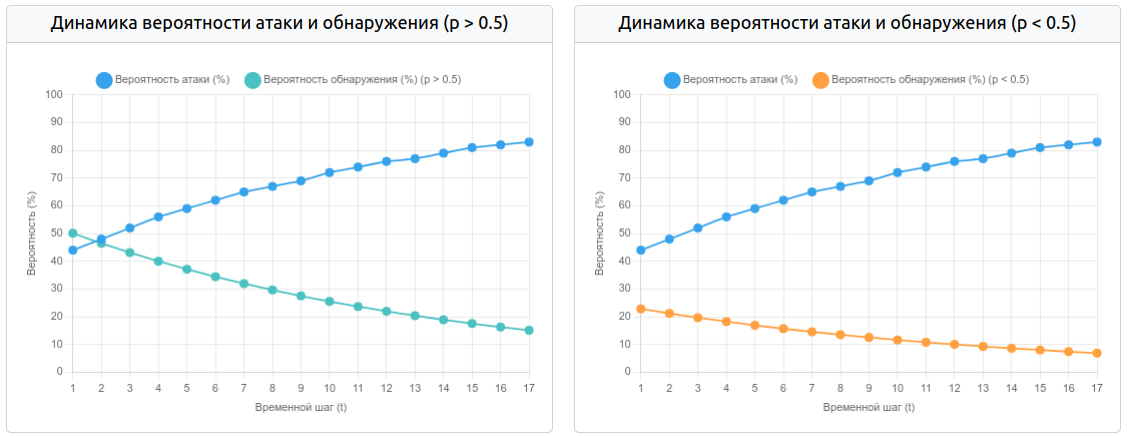 Динамика вероятности атаки и обнаружения (p > 0.5)
Вероятность атаки (%) Вероятность обнаружения (%) (p > 0.5)
Вероятность (%)
100
90
80
70
60
50
40
30
20
10
0
1 2 3 4 5 6 7 8 9 10 11 12 13 14 15 16 17
Временной шаг (t)
Динамика вероятности атаки и обнаружения (p < 0.5)
Вероятность атаки (%) Вероятность обнаружения (%) (p < 0.5)
Вероятность (%)
100
90
80
70
60
50
40
30
20
10
0
1 2 3 4 5 6 7 8 9 10 11 12 13 14 15 16 17
Временной шаг (t)